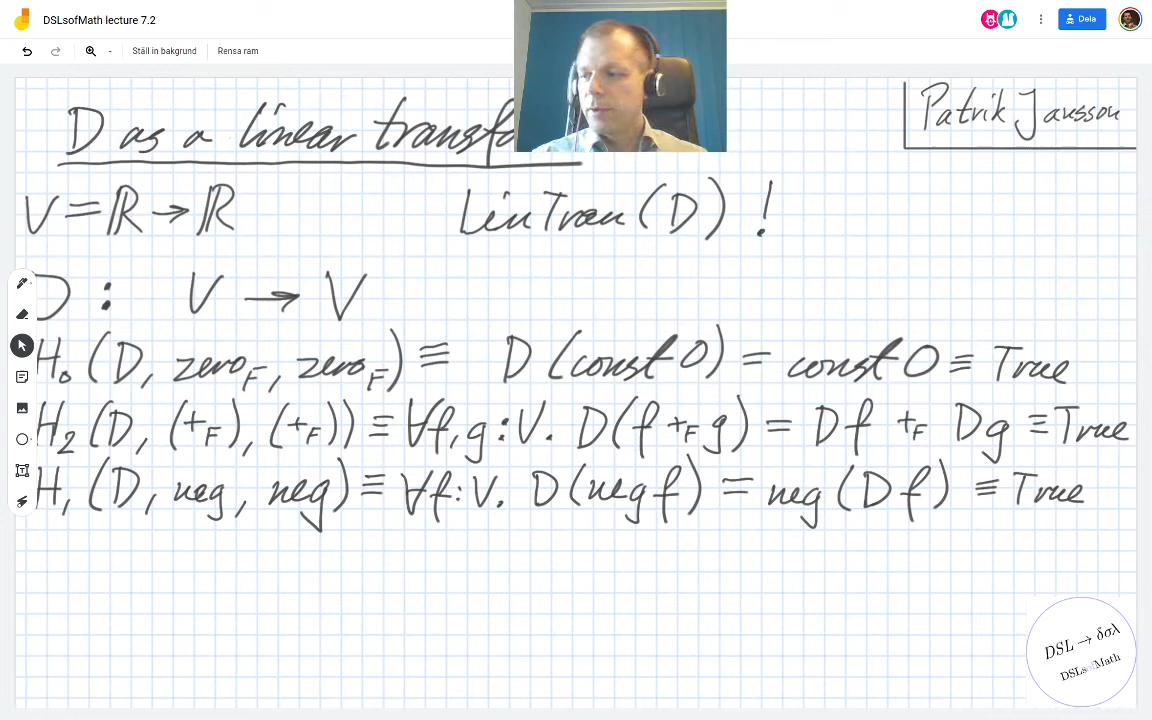 DSLsofMath lecture 7.2
Dela
Ställ in bakgrund
Rensa ram
Patrik Jansson
D as a linear transfo
V = ℝ → ℝ
LinTran(D)!
D : V → V
H₀(D, zero_F, zero_F) ≡ D(const 0) = const 0 ≡ True
H₂(D, (+_F), (+_F)) ≡ ∀f,g:V. D(f +_F g) = Df +_F Dg ≡ True
H₁(D, neg, neg) ≡ ∀f:V. D(neg f) = neg(Df) ≡ True
DSL → δσλ
DSLsofMath